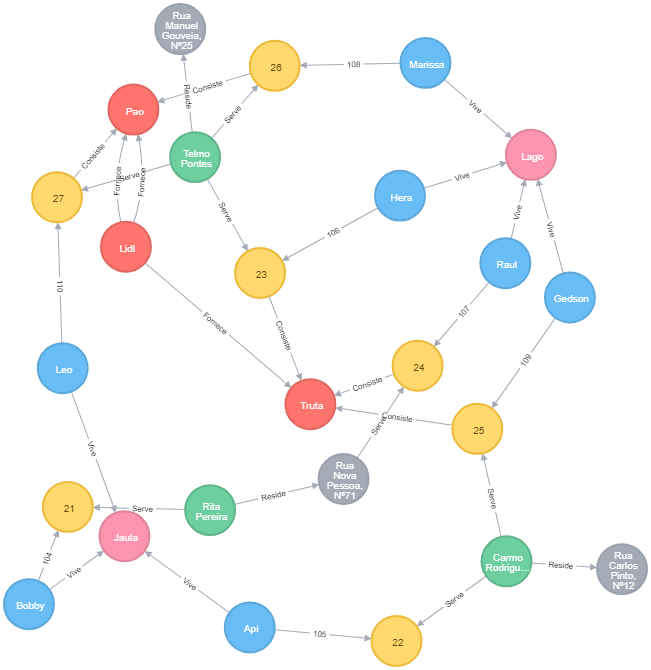 Rua
Manuel
Gouveia,
Nº25
26
108
Marissa
Consiste
Reside
Pao
Serve
Vive
Telmo
Pontes
Lago
Consiste
Serve
Fornece
Fornece
27
Vive
Hera
Serve
Vive
Vive
106
Lidl
23
Raul
110
Gedson
107
Fornece
Consiste
109
24
Leo
Consiste
Truta
Consiste
Serve
25
Vive
Rua
Nova
Pessoa,
Nº71
Reside
Serve
21
Serve
Rita
Pereira
Jaula
104
Vive
Bobby
Vive
Carmo
Rodrigu...
Reside
Rua
Carlos
Pinto,
Nº12
Serve
Api
105
22